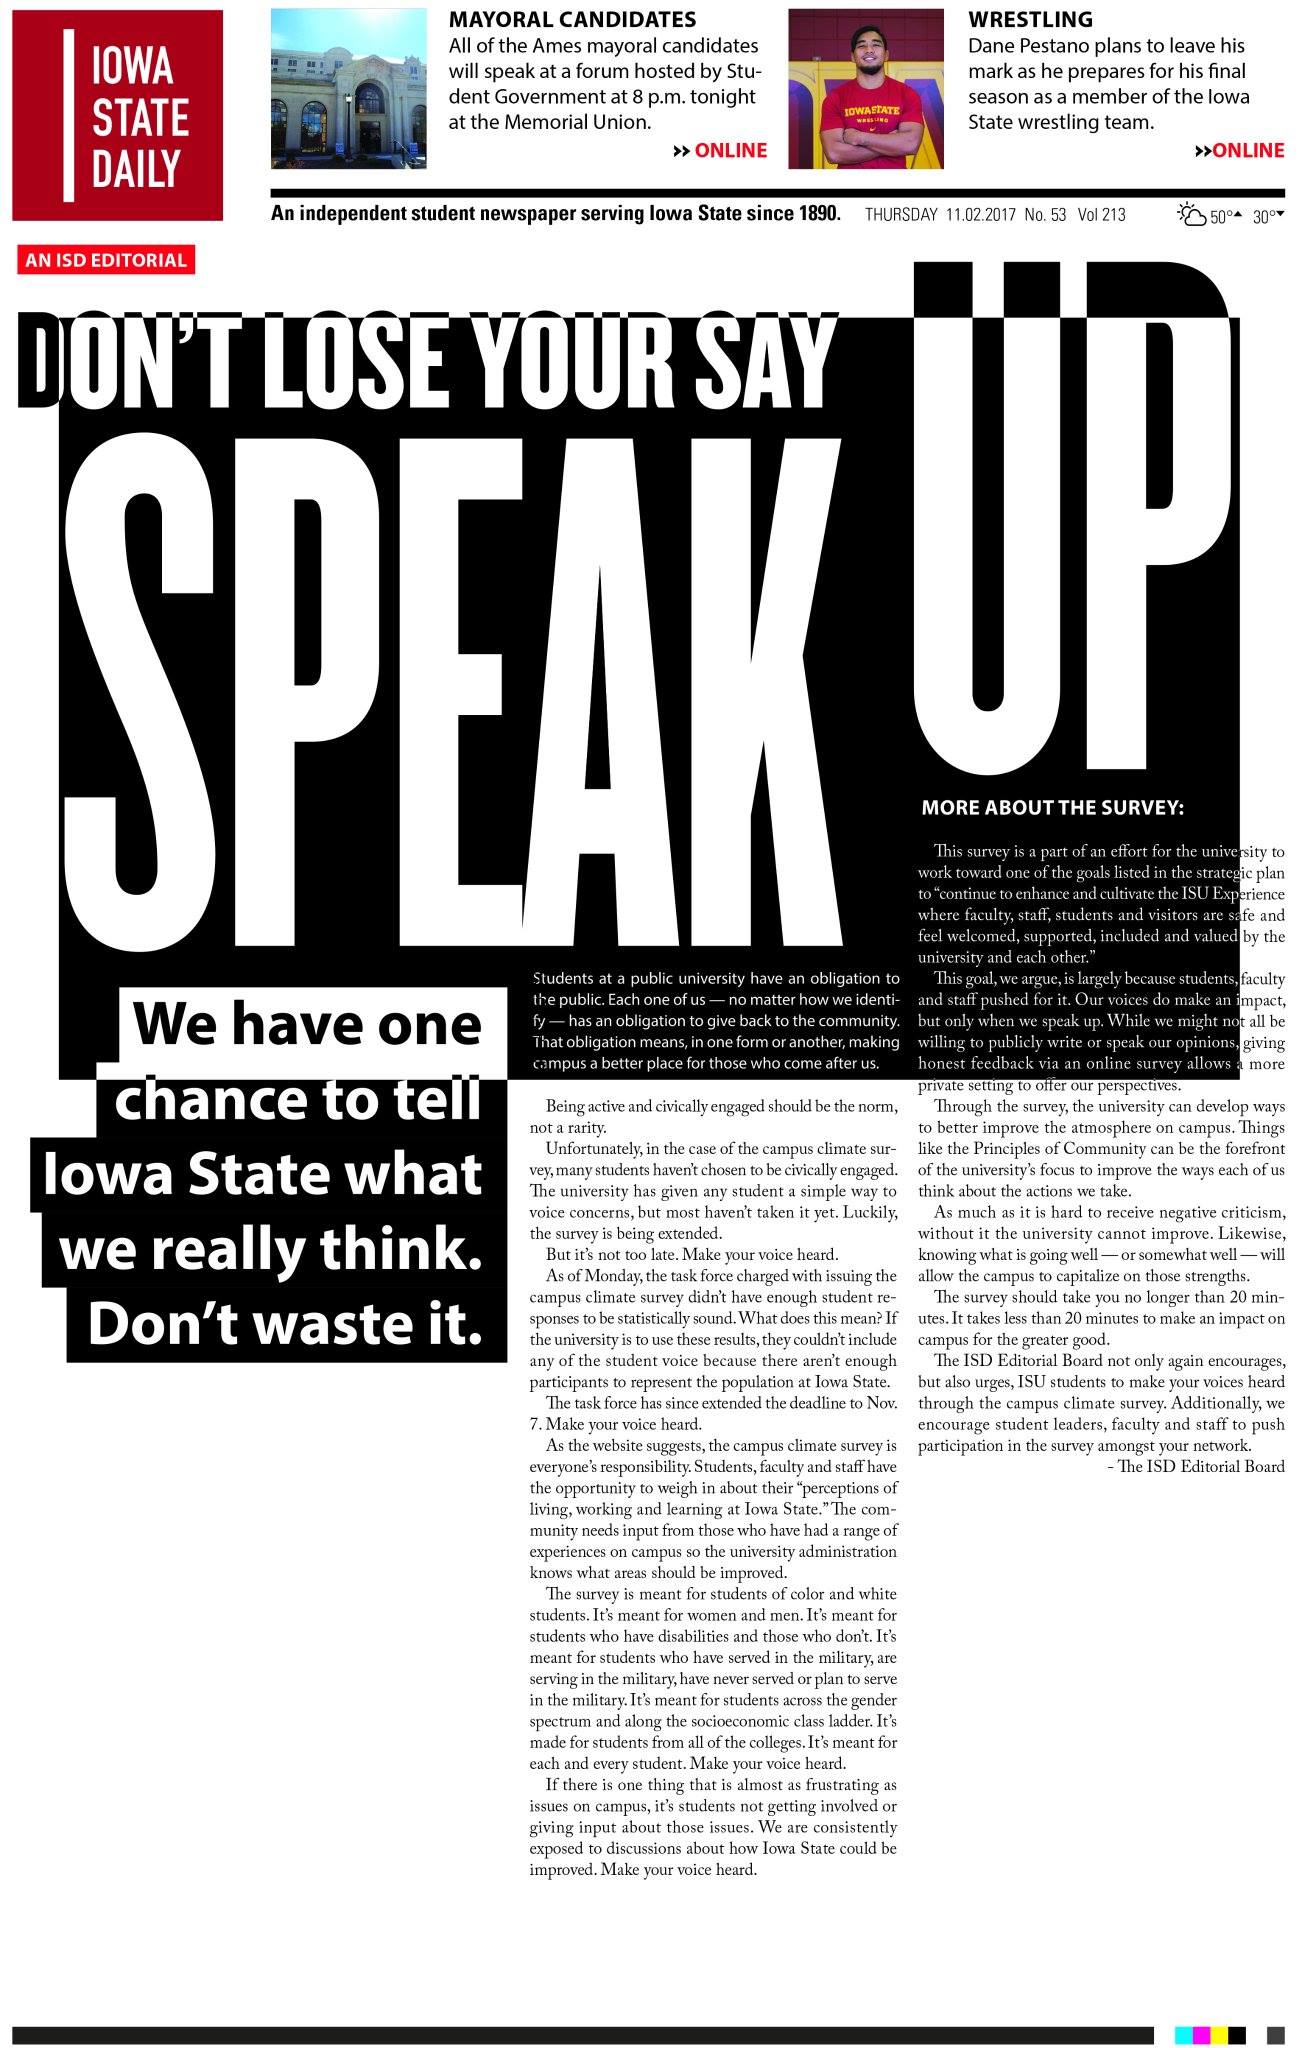 IOWA
STATE
DAILY
MAYORAL CANDIDATES
All of the Ames mayoral candidates
will speak at a forum hosted by Stu-
dent Government at 8 p.m. tonight
at the Memorial Union.
>> ONLINE
IOWA STATE
WRESTLING
WRESTLING
Dane Pestano plans to leave his
mark as he prepares for his final
season as a member of the Iowa
State wrestling team.
>>ONLINE
An independent student newspaper serving Iowa State since 1890. THURSDAY 11.02.2017 No. 53 Vol 213 50° 30°
AN ISD EDITORIAL
DON'T LOSE YOUR SAY
SPEAK UP
We have one
chance to tell
Iowa State what
we really think.
Don't waste it.
Students at a public university have an obligation to
the public. Each one of us — no matter how we identi-
fy — has an obligation to give back to the community.
That obligation means, in one form or another, making
campus a better place for those who come after us.
Being active and civically engaged should be the norm,
not a rarity.
Unfortunately, in the case of the campus climate sur-
vey, many students haven't chosen to be civically engaged.
The university has given any student a simple way to
voice concerns, but most haven't taken it yet. Luckily,
the survey is being extended.
But it's not too late. Make your voice heard.
As of Monday, the task force charged with issuing the
campus climate survey didn't have enough student re-
sponses to be statistically sound. What does this mean? If
the university is to use these results, they couldn't include
any of the student voice because there aren't enough
participants to represent the population at Iowa State.
The task force has since extended the deadline to Nov.
7. Make your voice heard.
As the website suggests, the campus climate survey is
everyone's responsibility. Students, faculty and staff have
the opportunity to weigh in about their "perceptions of
living, working and learning at Iowa State." The com-
munity needs input from those who have had a range of
experiences on campus so the university administration
knows what areas should be improved.
The survey is meant for students of color and white
students. It's meant for women and men. It's meant for
students who have disabilities and those who don't. It's
meant for students who have served in the military, are
serving in the military, have never served or plan to serve
in the military. It's meant for students across the gender
spectrum and along the socioeconomic class ladder. It's
made for students from all of the colleges. It's meant for
each and every student. Make your voice heard.
If there is one thing that is almost as frustrating as
issues on campus, it's students not getting involved or
giving input about those issues. We are consistently
exposed to discussions about how Iowa State could be
improved. Make your voice heard.
MORE ABOUT THE SURVEY:
This survey is a part of an effort for the university to
work toward one of the goals listed in the strategic plan
to "continue to enhance and cultivate the ISU Experience
where faculty, staff, students and visitors are safe and
feel welcomed, supported, included and valued by the
university and each other."
This goal, we argue, is largely because students, faculty
and staff pushed for it. Our voices do make an impact,
but only when we speak up. While we might not all be
willing to publicly write or speak our opinions, giving
honest feedback via an online survey allows a more
private setting to offer our perspectives.
Through the survey, the university can develop ways
to better improve the atmosphere on campus. Things
like the Principles of Community can be the forefront
of the university's focus to improve the ways each of us
think about the actions we take.
As much as it is hard to receive negative criticism,
without it the university cannot improve. Likewise,
knowing what is going well — or somewhat well — will
allow the campus to capitalize on those strengths.
The survey should take you no longer than 20 min-
utes. It takes less than 20 minutes to make an impact on
campus for the greater good.
The ISD Editorial Board not only again encourages,
but also urges, ISU students to make your voices heard
through the campus climate survey. Additionally, we
encourage student leaders, faculty and staff to push
participation in the survey amongst your network.
- The ISD Editorial Board